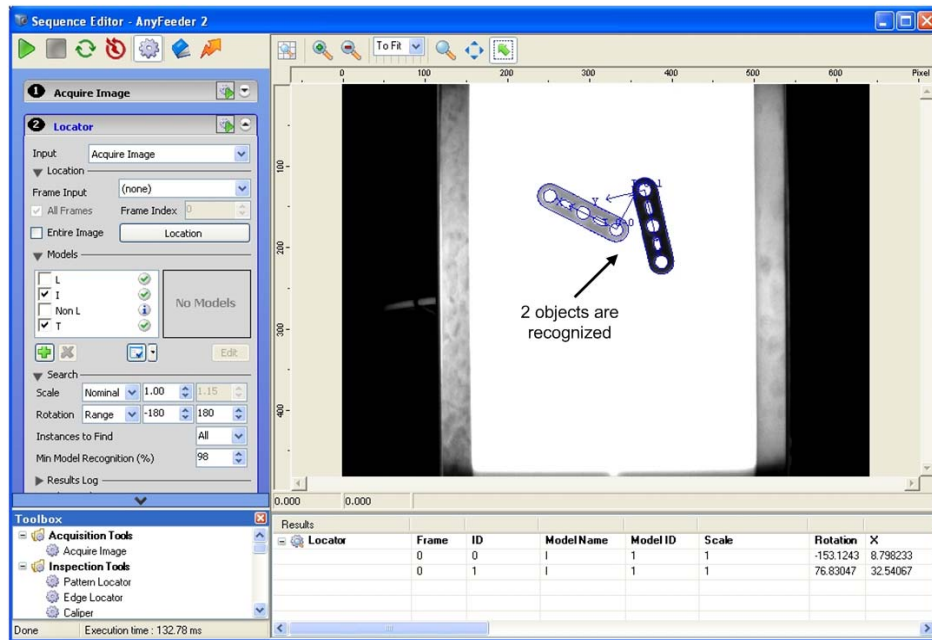 Sequence Editor - AnyFeeder 2
To Fit
0 100 200 300 400 500 600 Pixel
1 Acquire Image
2 Locator
Input Acquire Image
Location
Frame Input (none)
All Frames Frame Index 0
Entire Image Location
Models
L
I
Non L
T
No Models
Edit
Search
Scale Nominal 1.00 1.15
Rotation Range -180 180
Instances to Find All
Min Model Recognition (%) 98
Results Log
100
200
300
400
Y
X
2 objects are
recognized
0.000 0.000
Toolbox
Acquisition Tools
Acquire Image
Inspection Tools
Pattern Locator
Edge Locator
Caliper
Results
Locator Frame ID Model Name Model ID Scale Rotation X
0 0 I 1 1 -153.1243 8.798233
0 1 I 1 1 76.83047 32.54067
Done Execution time : 132.78 ms